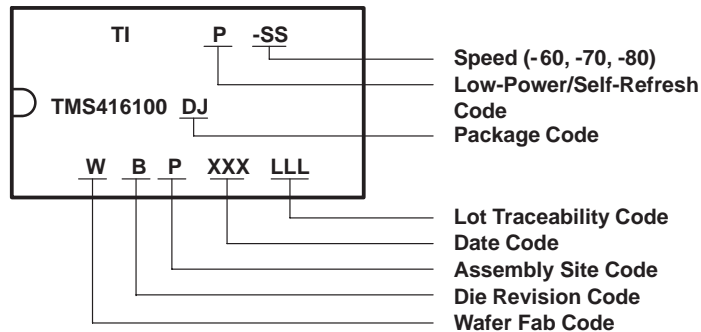 TI P -SS
Speed (-60, -70, -80)
Low-Power/Self-Refresh
Code
TMS416100 DJ
Package Code
W B P XXX LLL
Lot Traceability Code
Date Code
Assembly Site Code
Die Revision Code
Wafer Fab Code